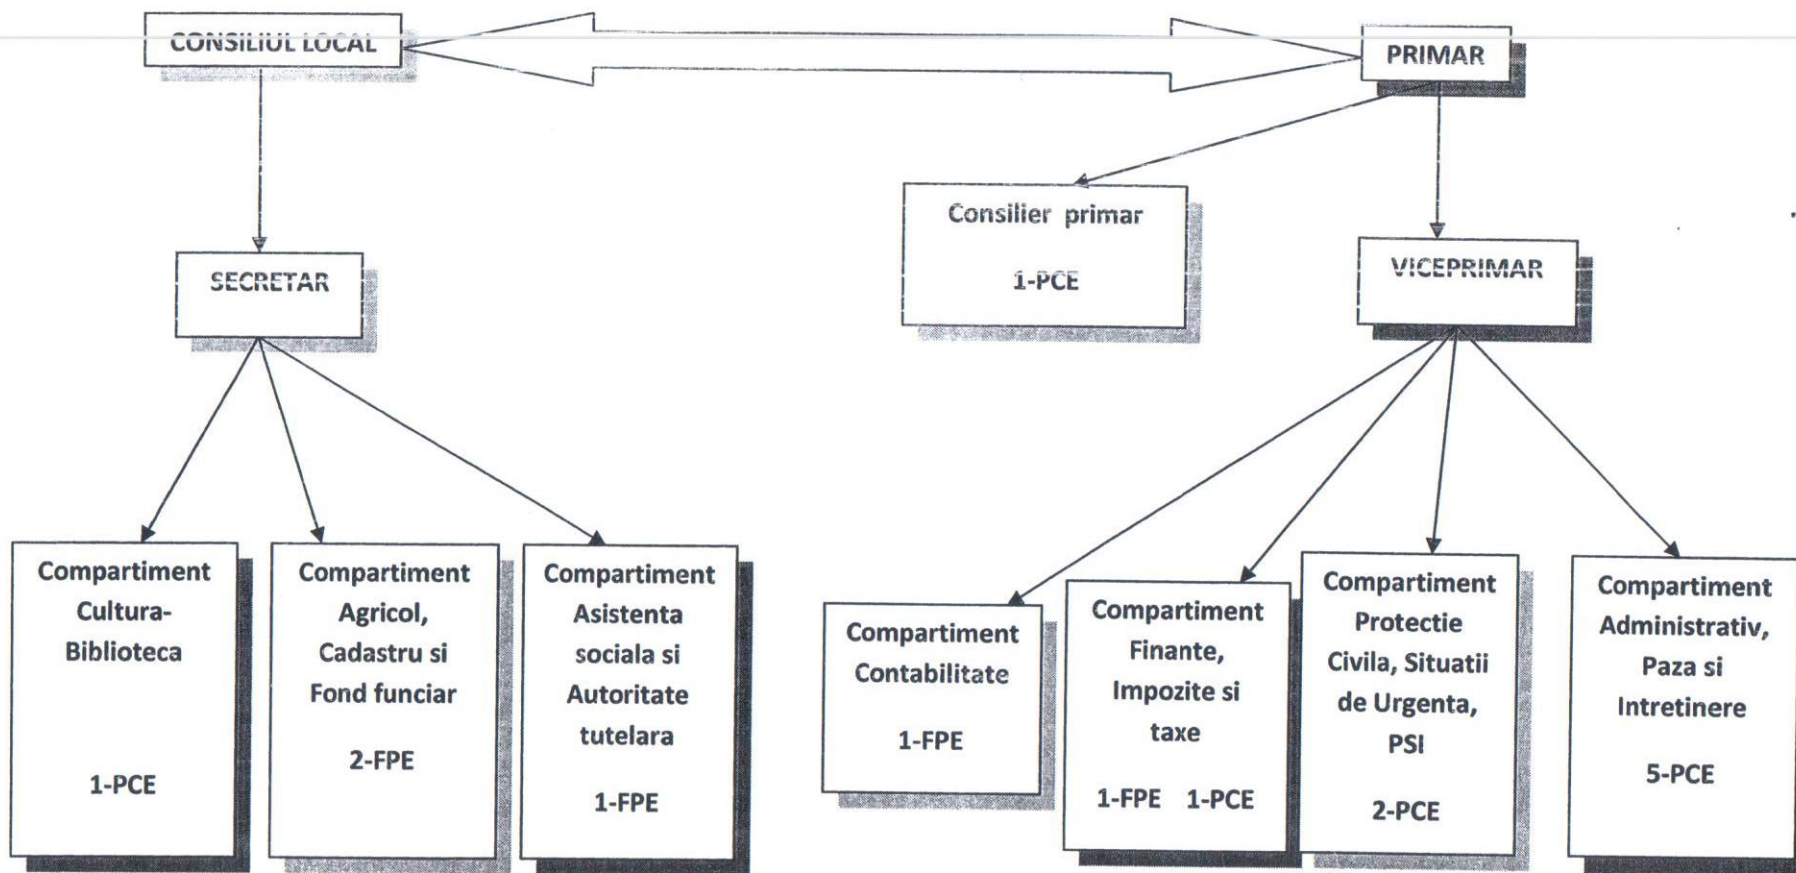 CONSILIUL LOCAL
PRIMAR
Consilier primar
1-PCE
SECRETAR
VICEPRIMAR
Compartiment
Cultura-
Biblioteca
1-PCE
Compartiment
Agricol,
Cadastru si
Fond funciar
2-FPE
Compartiment
Asistenta
sociala si
Autoritate
tutelara
1-FPE
Compartiment
Contabilitate
1-FPE
Compartiment
Finante,
Impozite si
taxe
1-FPE 1-PCE
Compartiment
Protectie
Civila, Situatii
de Urgenta,
PSI
2-PCE
Compartiment
Administrativ,
Paza si
Intretinere
5-PCE